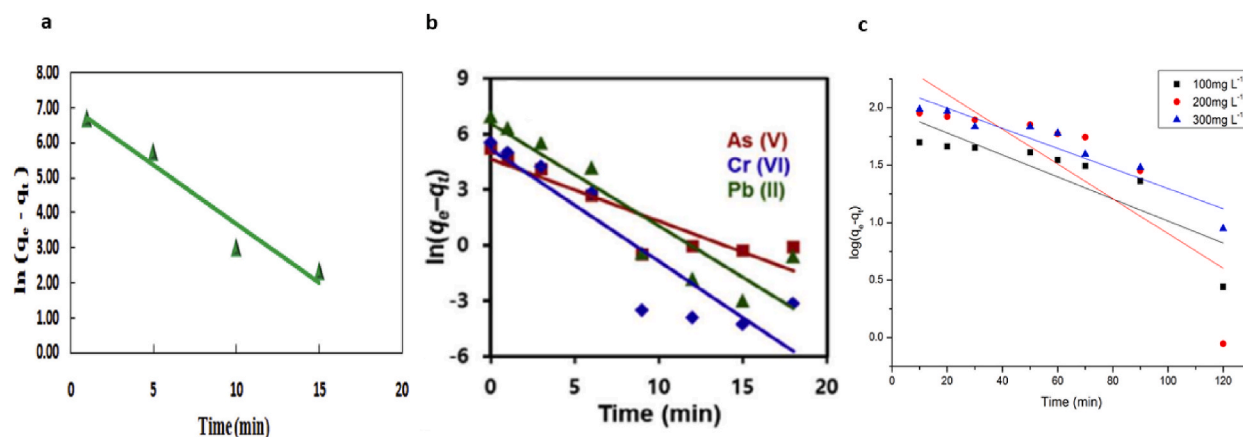 a
8.00
7.00
6.00
5.00
4.00
3.00
2.00
1.00
0.00
ln (qe - qt)
0 5 10 15 20
Time (min)
b
9
6
3
0
-3
-6
ln(qe–qt)
As (V)
Cr (VI)
Pb (II)
0 5 10 15 20
Time (min)
c
100mg L-1
200mg L-1
300mg L-1
2.0
1.5
1.0
0.5
0.0
log(qe-qt)
0 20 40 60 80 100 120
Time (min)